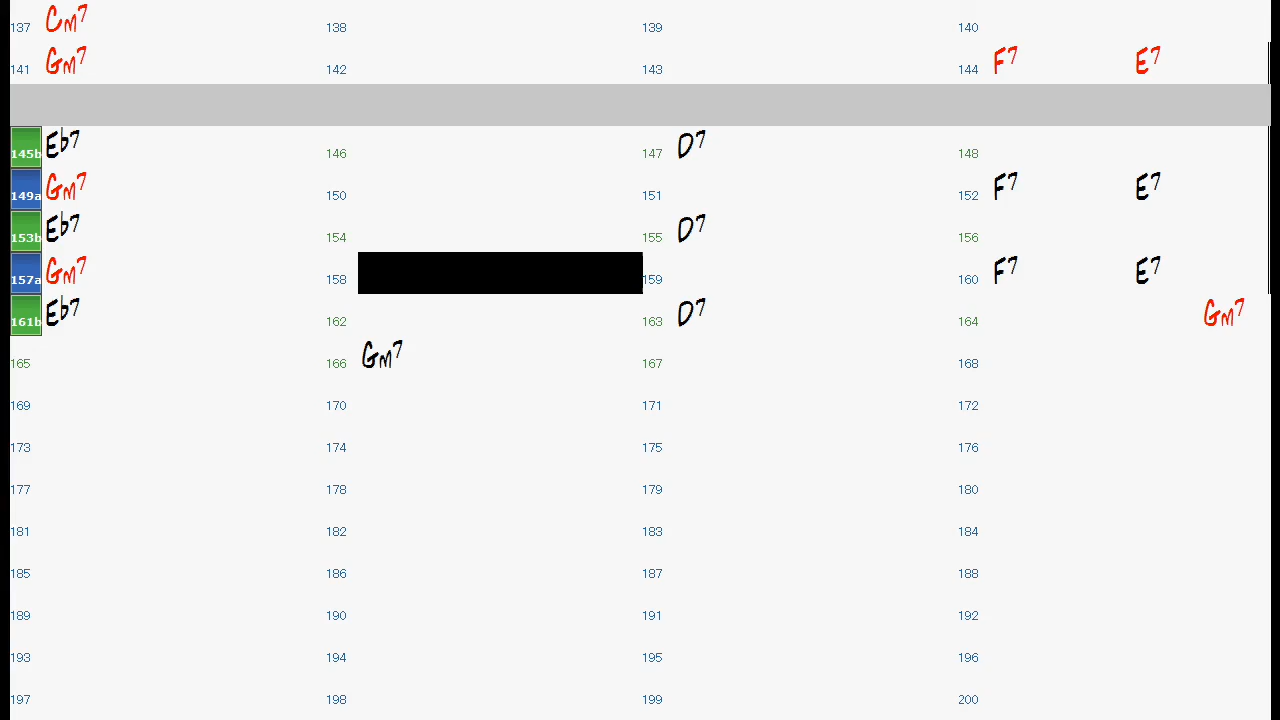 137 Cm7 138 139 140
141 Gm7 142 143 144 F7 E7
145b Eb7 146 147 D7 148
149a Gm7 150 151 152 F7 E7
153b Eb7 154 155 D7 156
157a Gm7 158 159 160 F7 E7
161b Eb7 162 163 D7 164 Gm7
165 166 Gm7 167 168
169 170 171 172
173 174 175 176
177 178 179 180
181 182 183 184
185 186 187 188
189 190 191 192
193 194 195 196
197 198 199 200